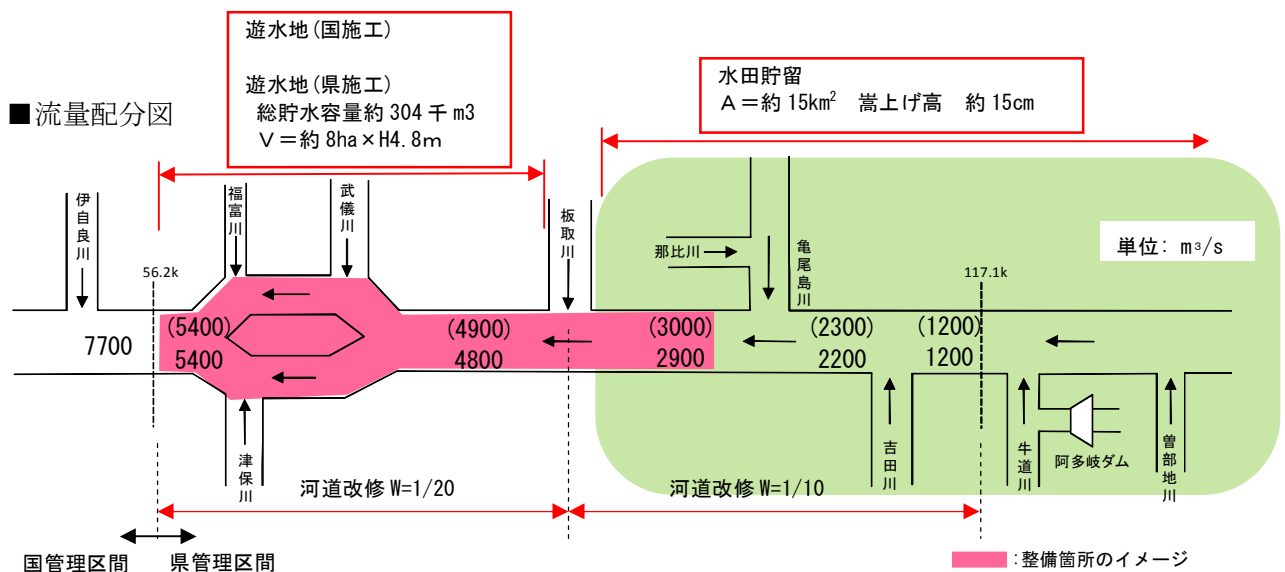 ■流量配分図
遊水地(国施工)
遊水地(県施工)
総貯水容量約 304 千 m3
V=約 8ha×H4.8m
水田貯留
A=約 15km² 嵩上げ高 約 15cm
単位: m³/s
伊自良川
福富川
武儀川
板取川
那比川
亀尾島川
56.2k
117.1k
7700
(5400)
5400
(4900)
4800
(3000)
2900
(2300)
2200
(1200)
1200
津保川
吉田川
牛道川
阿多岐ダム
曽部地川
河道改修 W=1/20
河道改修 W=1/10
国管理区間
県管理区間
:整備箇所のイメージ